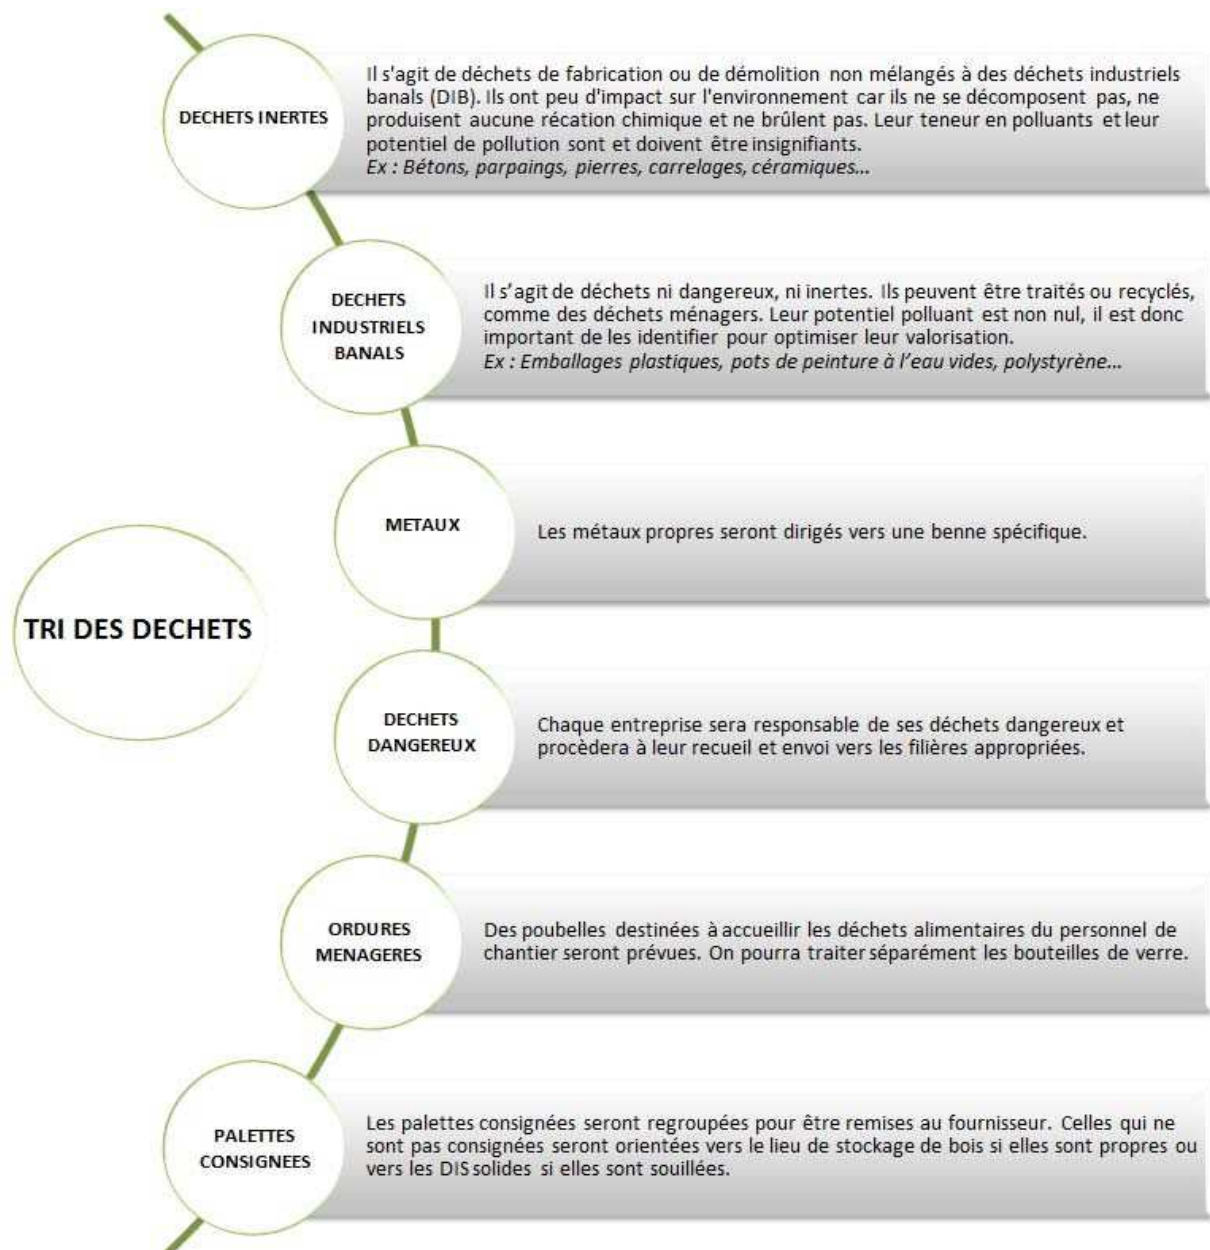 DECHETS INERTES
Il s'agit de déchets de fabrication ou de démolition non mélangés à des déchets industriels
banals (DIB). Ils ont peu d'impact sur l'environnement car ils ne se décomposent pas, ne
produisent aucune récation chimique et ne brûlent pas. Leur teneur en polluants et leur
potentiel de pollution sont et doivent être insignifiants.
Ex : Bétons, parpaings, pierres, carrelages, céramiques...
DECHETS
INDUSTRIELS
BANALS
Il s’agit de déchets ni dangereux, ni inertes. Ils peuvent être traités ou recyclés,
comme des déchets ménagers. Leur potentiel polluant est non nul, il est donc
important de les identifier pour optimiser leur valorisation.
Ex : Emballages plastiques, pots de peinture à l’eau vides, polystyrène...
METAUX
Les métaux propres seront dirigés vers une benne spécifique.
TRI DES DECHETS
DECHETS
DANGEREUX
Chaque entreprise sera responsable de ses déchets dangereux et
procèdera à leur recueil et envoi vers les filières appropriées.
ORDURES
MENAGERES
Des poubelles destinées à accueillir les déchets alimentaires du personnel de
chantier seront prévues. On pourra traiter séparément les bouteilles de verre.
PALETTES
CONSIGNEES
Les palettes consignées seront regroupées pour être remises au fournisseur. Celles qui ne
sont pas consignées seront orientées vers le lieu de stockage de bois si elles sont propres ou
vers les DIS solides si elles sont souillées.